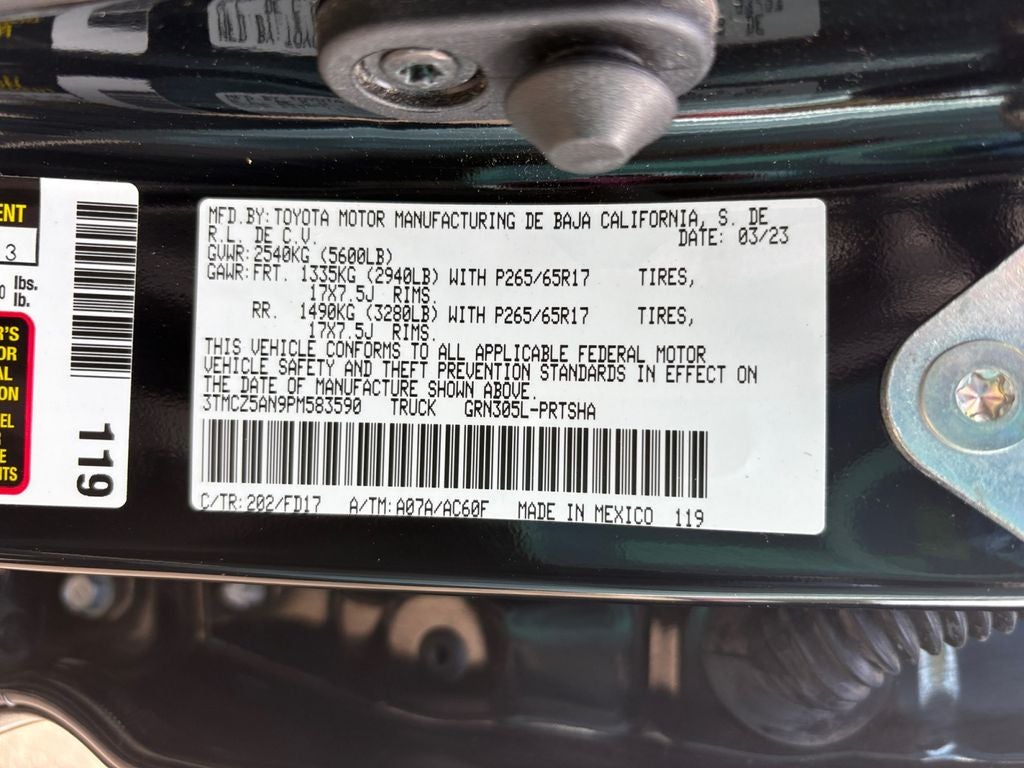 MFD.BY:TOYOTA MOTOR MANUFACTURING DE BAJA CALIFORNIA, S. DE
R.L. DE C.V. DATE: 03/23
GVWR:2540KG (5600LB)
GAWR:FRT. 1335KG (2940LB) WITH P265/65R17 TIRES,
17X7.5J RIMS.
RR. 1490KG (3280LB) WITH P265/65R17 TIRES,
17X7.5J RIMS.
THIS VEHICLE CONFORMS TO ALL APPLICABLE FEDERAL MOTOR
VEHICLE SAFETY AND THEFT PREVENTION STANDARDS IN EFFECT ON
THE DATE OF MANUFACTURE SHOWN ABOVE.
3TMCZ5AN9PM583590 TRUCK GRN305L-PRTSHA
C/TR:202/FD17 A/TM:A07A/AC60F MADE IN MEXICO 119
3
lbs.
lb.
119